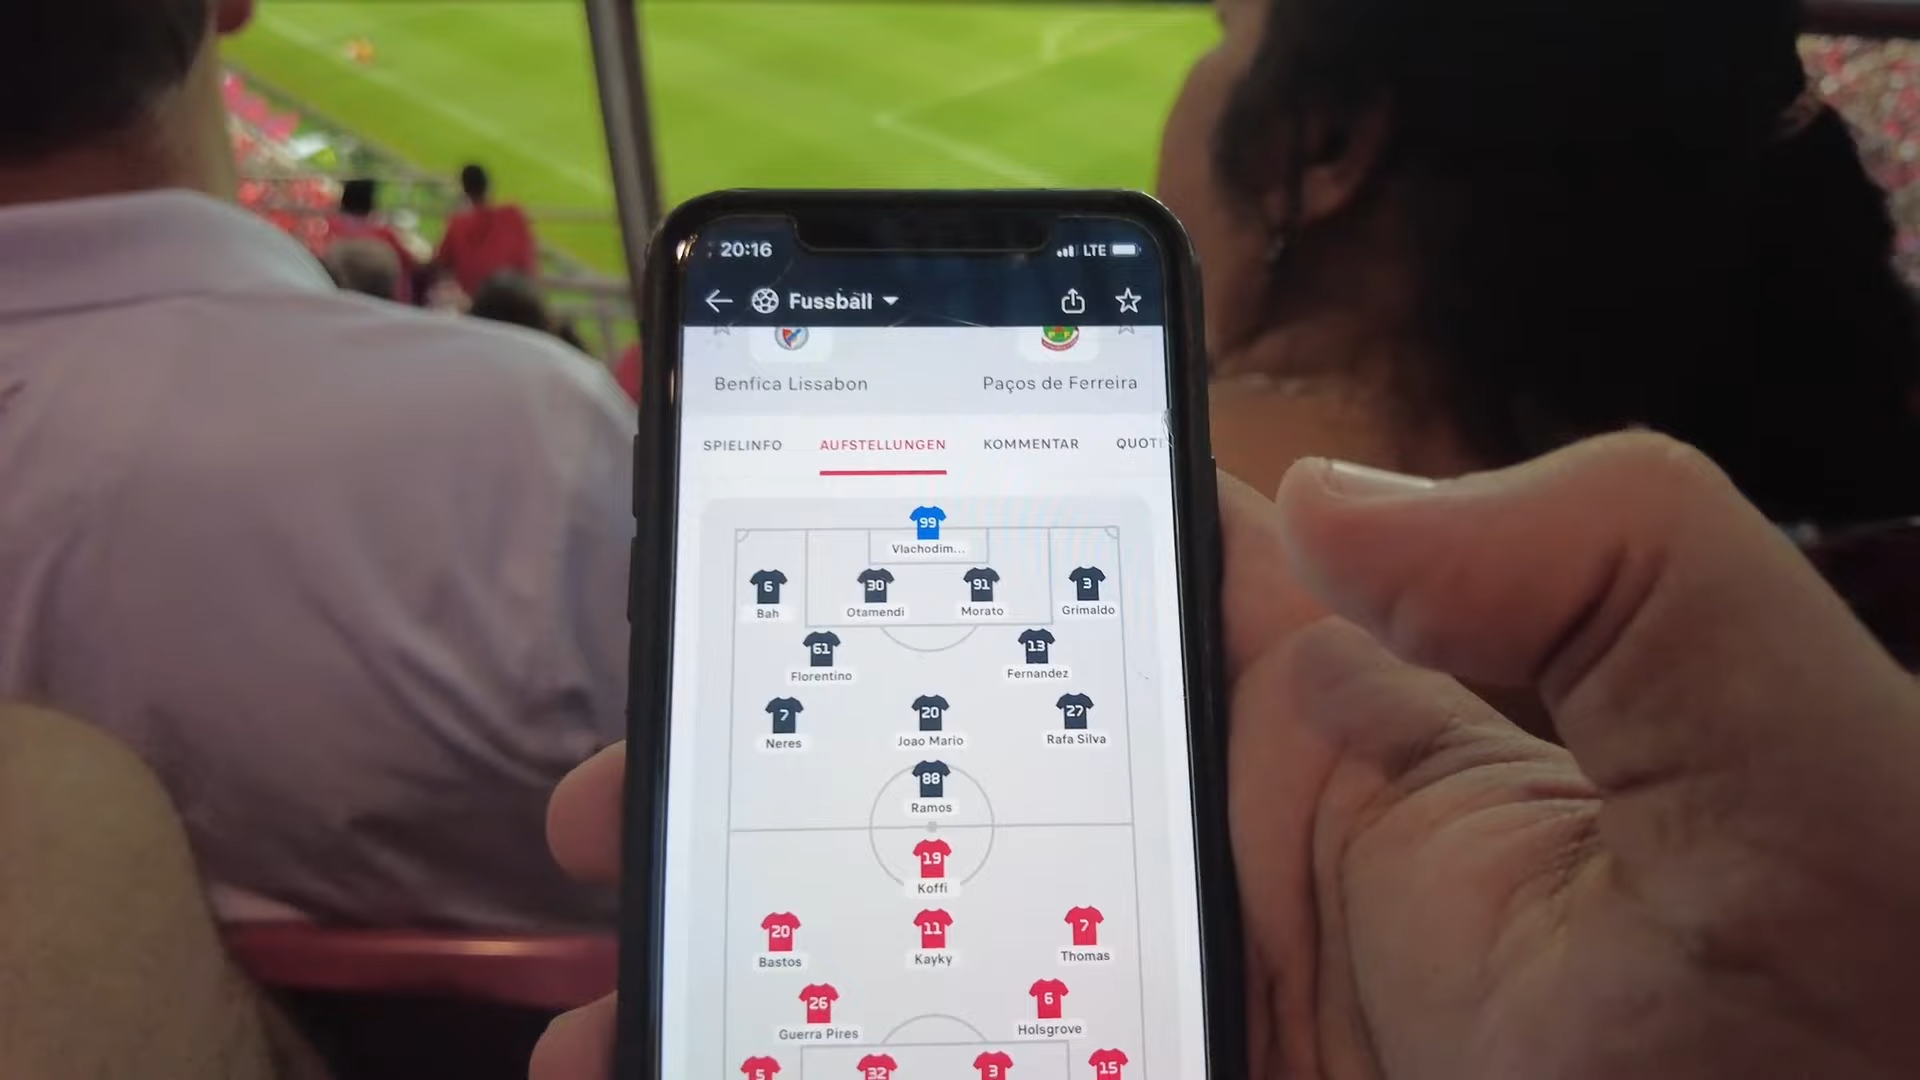 20:16 LTE
Fussball
Benfica Lissabon Paços de Ferreira
SPIELINFO AUFSTELLUNGEN KOMMENTAR QUOT
99
Vlachodim...
6 30 91 3
Bah Otamendi Morato Grimaldo
61 13
Florentino Fernandez
7 20 27
Neres Joao Mario Rafa Silva
88
Ramos
19
Koffi
20 11 7
Bastos Kayky Thomas
26 6
Guerra Pires Holsgrove
5 32 3 15